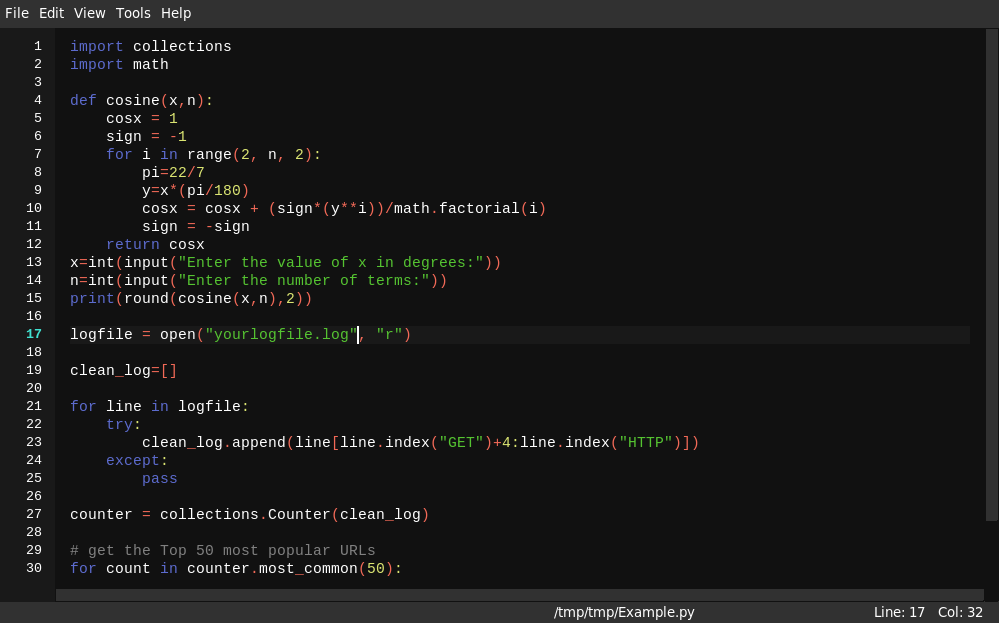 File Edit View Tools Help
1 import collections
2 import math
3
4 def cosine(x,n):
5     cosx = 1
6     sign = -1
7     for i in range(2, n, 2):
8         pi=22/7
9         y=x*(pi/180)
10         cosx = cosx + (sign*(y**i))/math.factorial(i)
11         sign = -sign
12     return cosx
13 x=int(input("Enter the value of x in degrees:"))
14 n=int(input("Enter the number of terms:"))
15 print(round(cosine(x,n),2))
16
17 logfile = open("yourlogfile.log", "r")
18
19 clean_log=[]
20
21 for line in logfile:
22     try:
23         clean_log.append(line[line.index("GET")+4:line.index("HTTP")])
24     except:
25         pass
26
27 counter = collections.Counter(clean_log)
28
29 # get the Top 50 most popular URLs
30 for count in counter.most_common(50):
/tmp/tmp/Example.py Line: 17 Col: 32